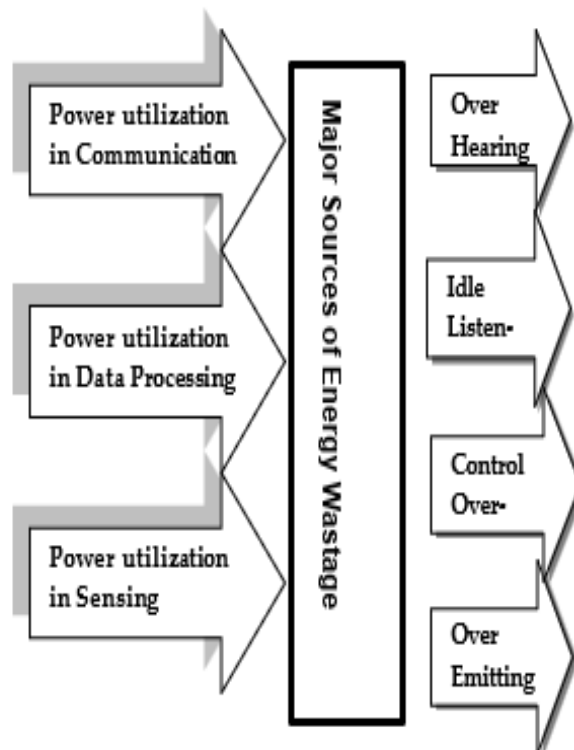 Power utilization
in Communication
Power utilization
in Data Processing
Power utilization
in Sensing
Major Sources of Energy Wastage
Over
Hearing
Idle
Listen-
Control
Over-
Over
Emitting